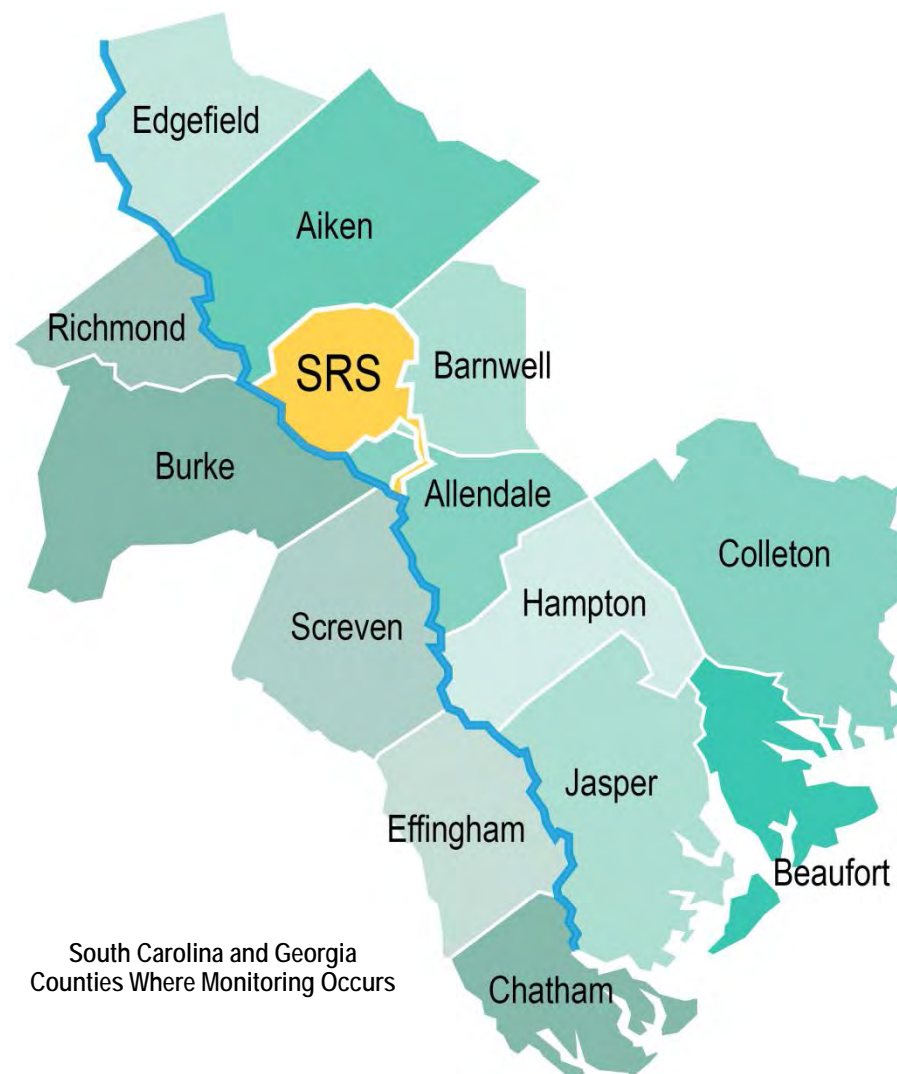 Edgefield
Aiken
Richmond
SRS
Barnwell
Burke
Allendale
Colleton
Hampton
Screven
Jasper
Effingham
Beaufort
South Carolina and Georgia
Counties Where Monitoring Occurs
Chatham